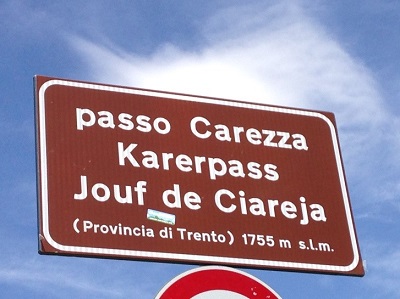 passo Carezza
Karerpass
Jouf de Ciareja
(Provincia di Trento) 1755 m s.l.m.